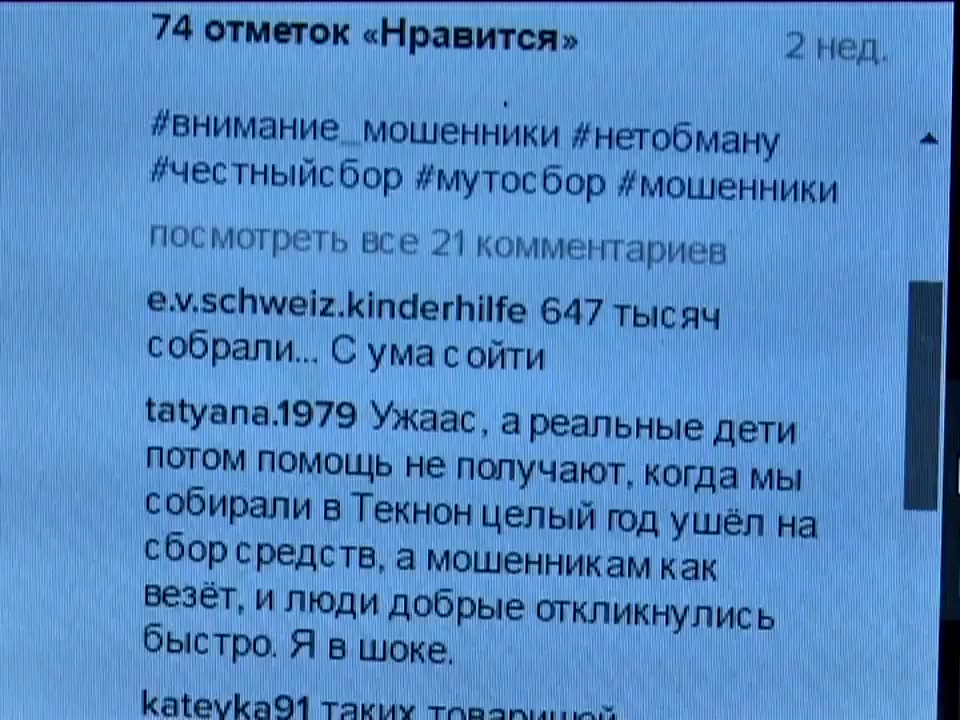 74 отметок «Нравится»
2 нед.
#внимание_мошенники #нетобману
#честныйсбор #мутосбор #мошенники
посмотреть все 21 комментариев
e.v.schweiz.kinderhilfe 647 тысяч
собрали... С ума сойти
tatyana.1979 Ужаас, а реальные дети
потом помощь не получают, когда мы
собирали в Текнон целый год ушёл на
сбор средств, а мошенникам как
везёт, и люди добрые откликнулись
быстро. Я в шоке.
kateyka91 таких товарищей